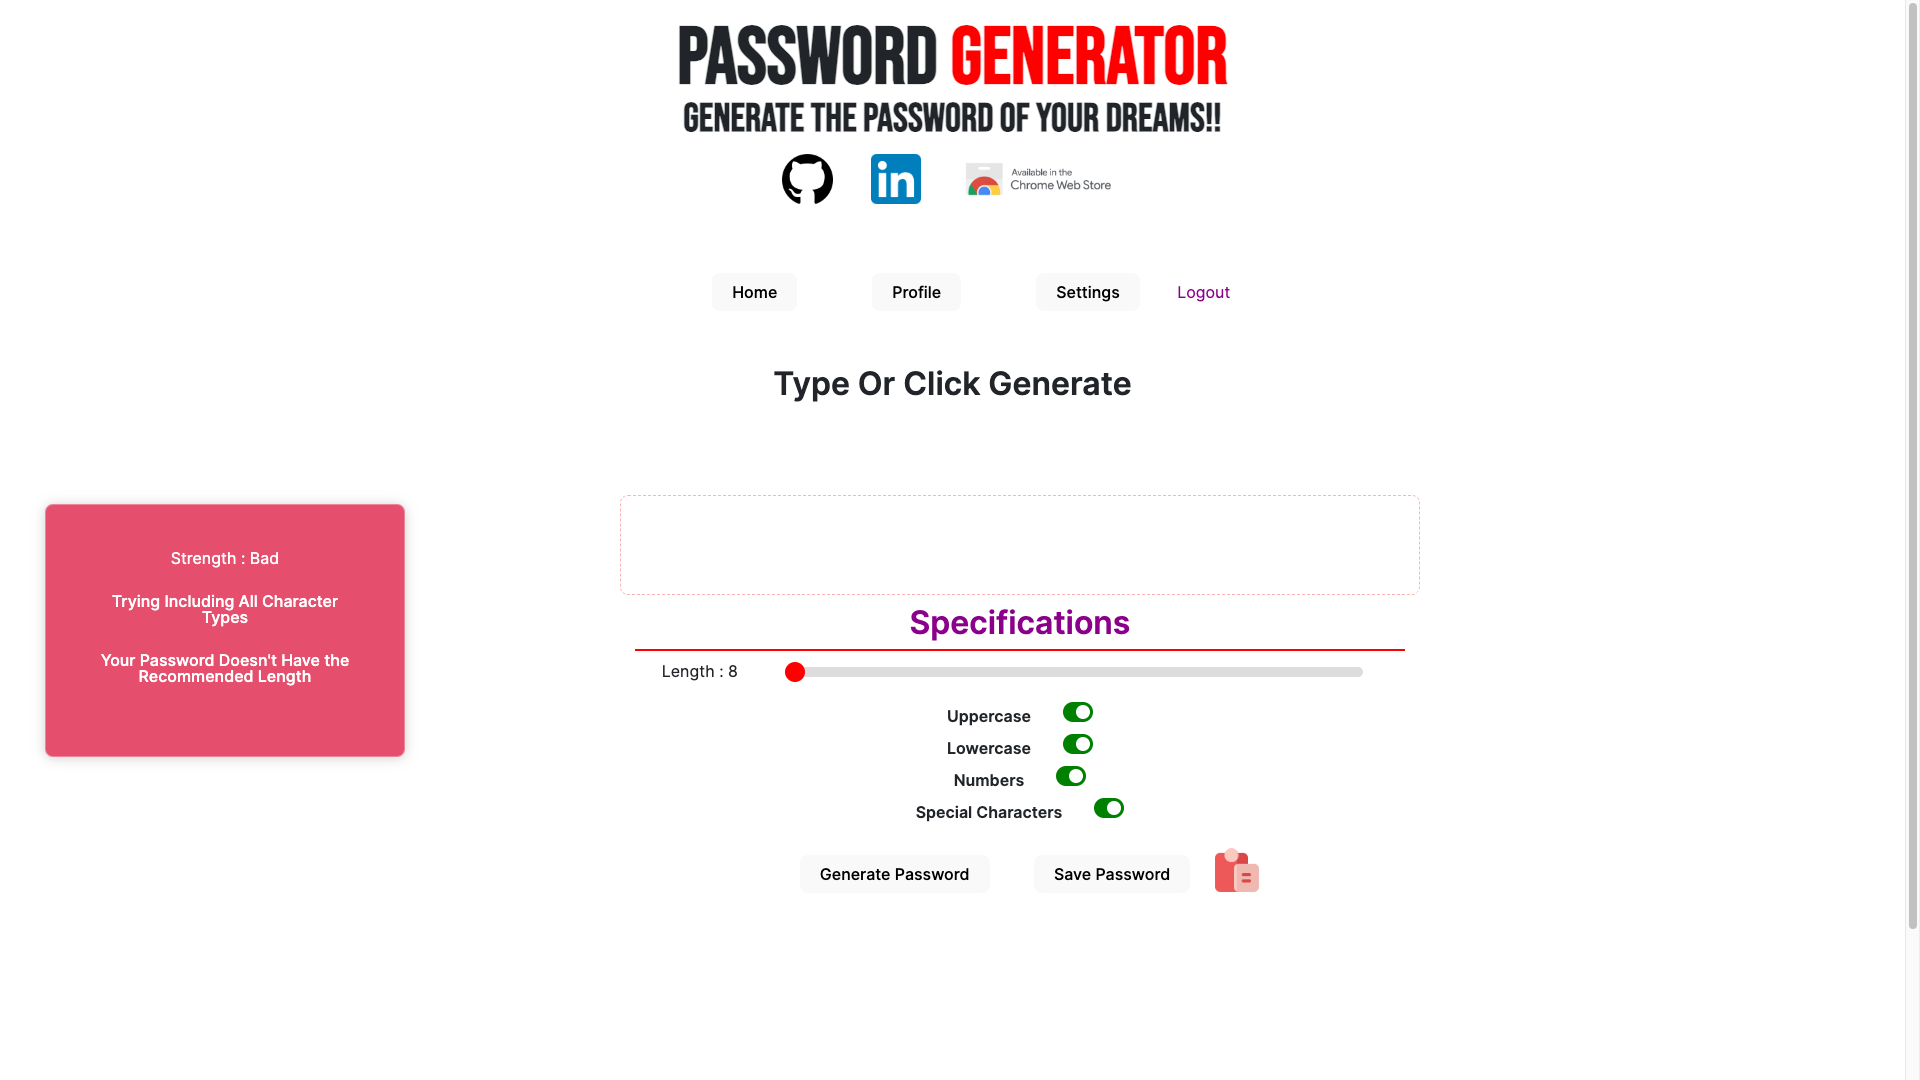 PASSWORD GENERATOR
GENERATE THE PASSWORD OF YOUR DREAMS!!
in
Available in the
Chrome Web Store
Home
Profile
Settings
Logout
Type Or Click Generate
Strength : Bad
Trying Including All Character
Types
Your Password Doesn't Have the
Recommended Length
Specifications
Length : 8
Uppercase
Lowercase
Numbers
Special Characters
Generate Password
Save Password